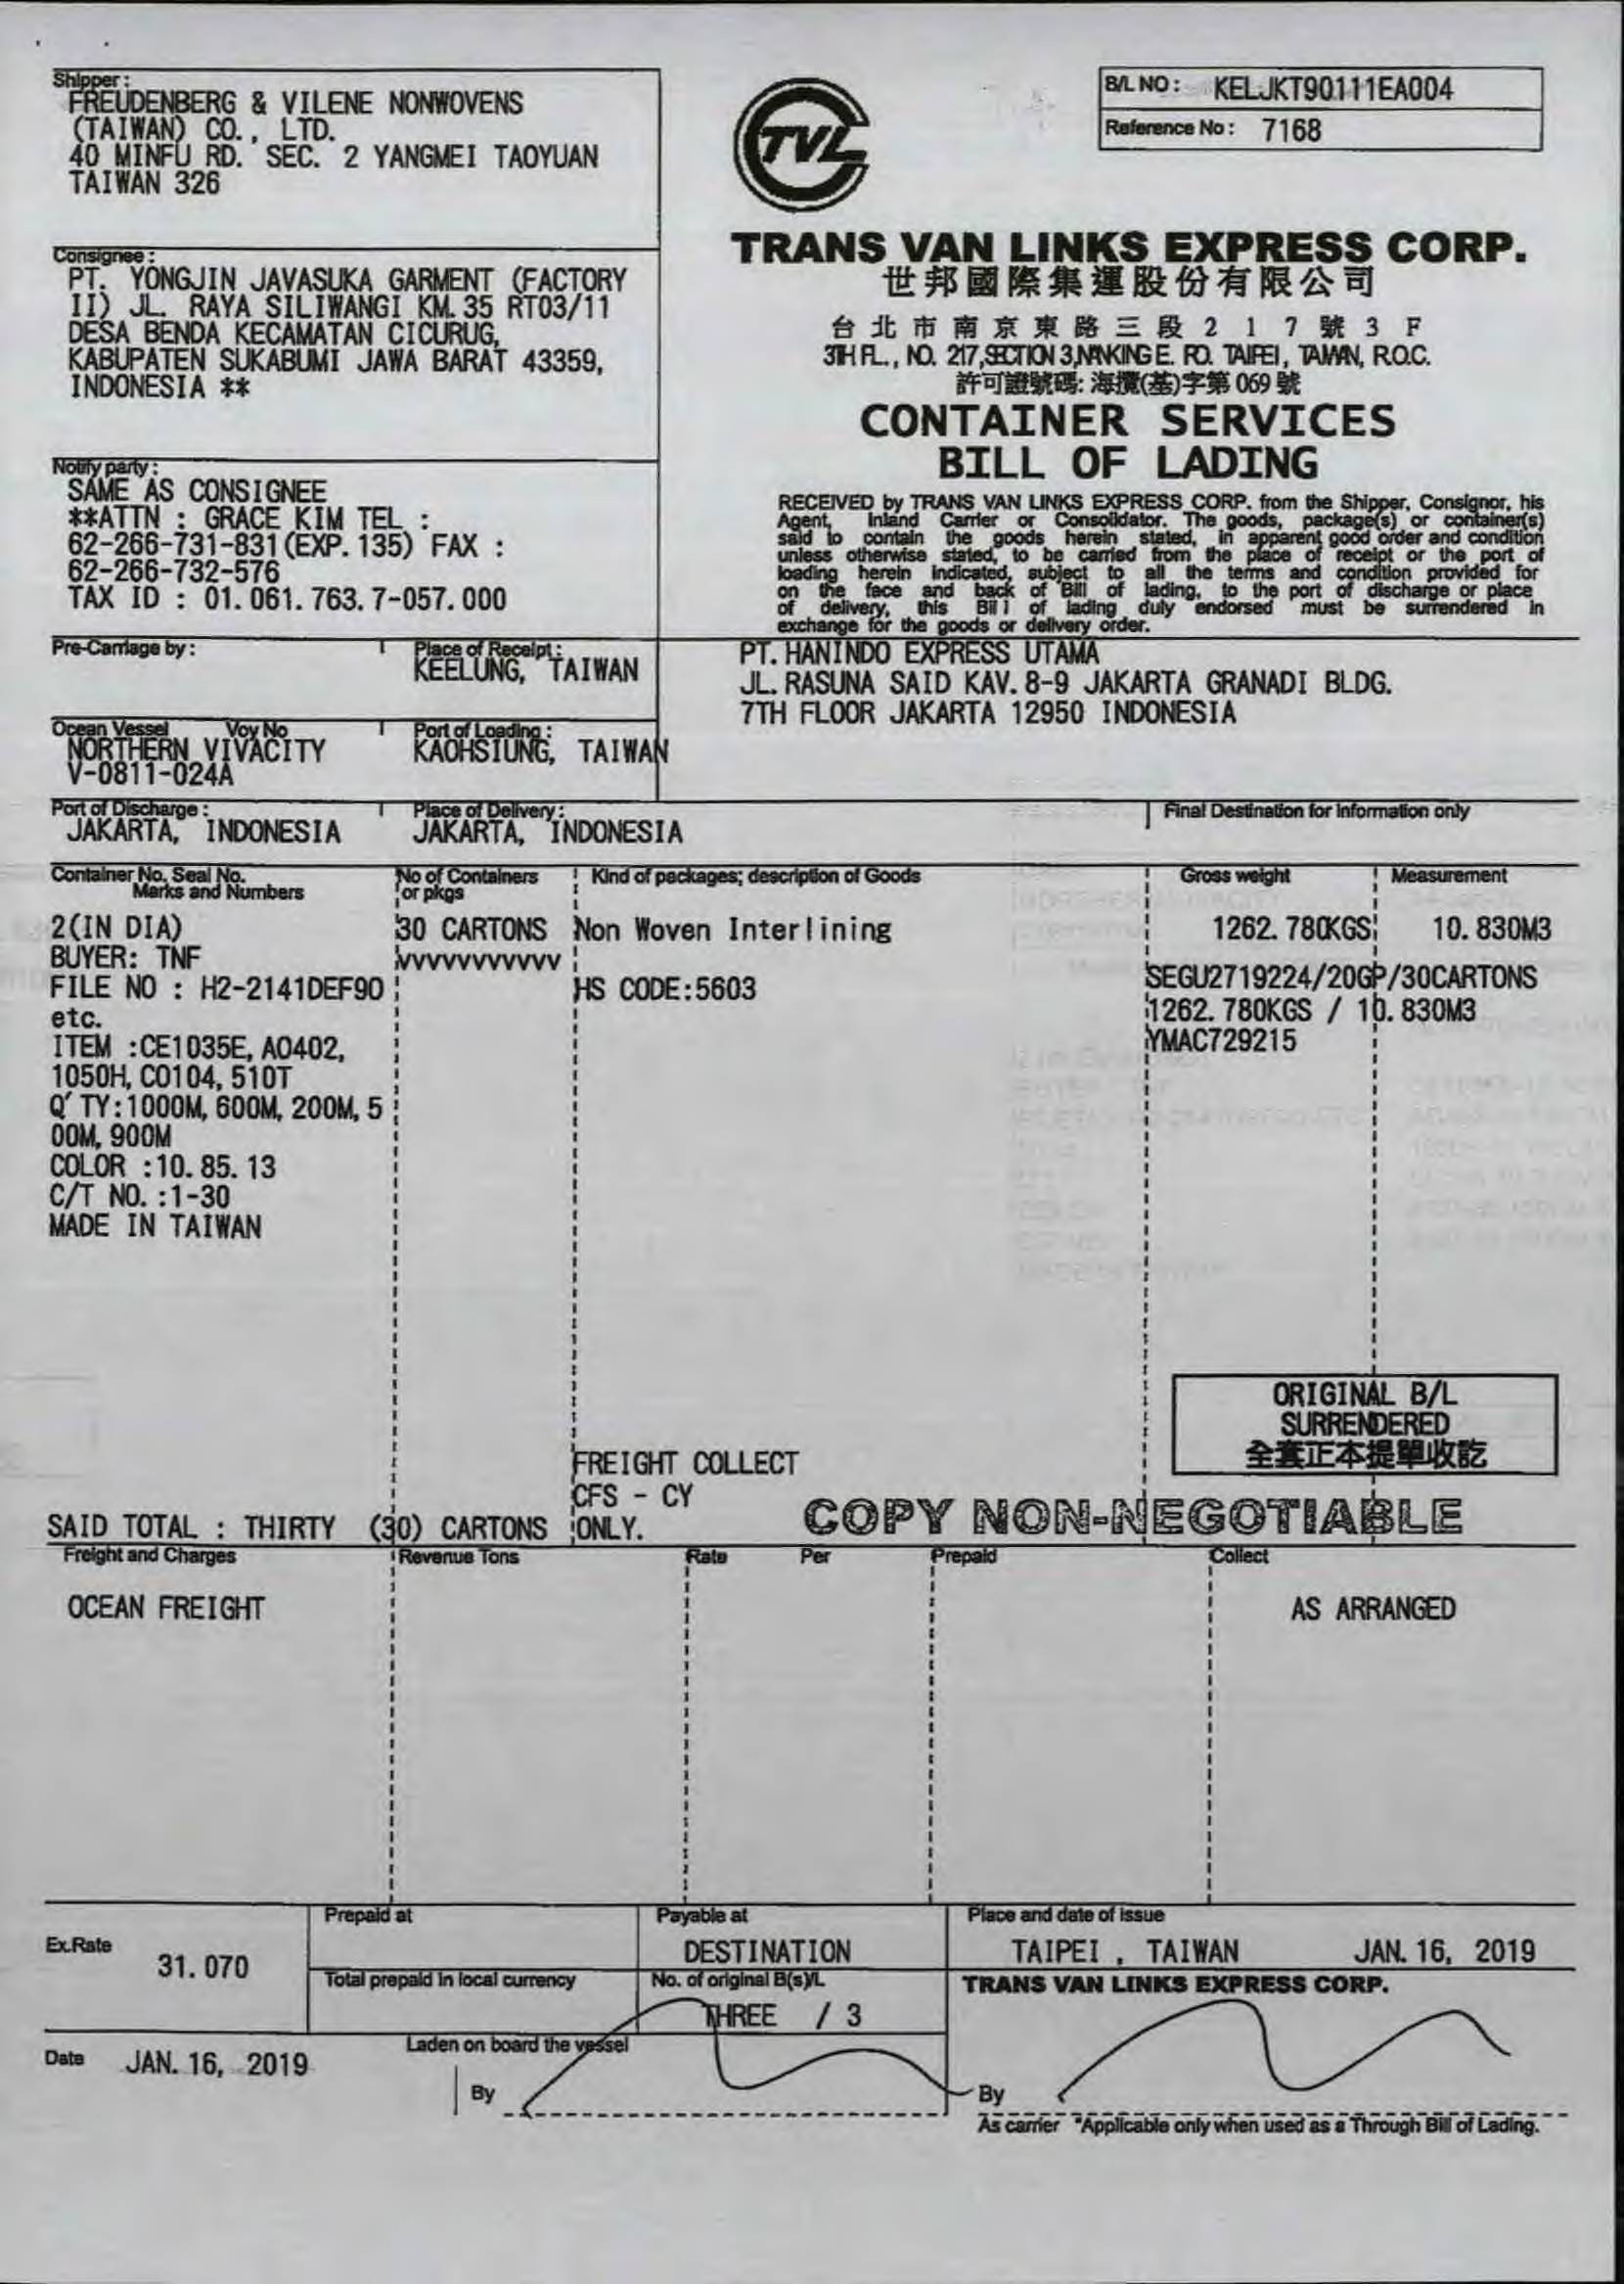 Shipper :
FREUDENBERG & VILENE NONWOVENS
(TAIWAN) CO., LTD.
40 MINFU RD. SEC. 2 YANGMEI TAOYUAN
TAIWAN 326
TVL
B/L NO : KELJKT90111EA004
Reference No : 7168
TRANS VAN LINKS EXPRESS CORP.
世邦國際集運股份有限公司
台北市南京東路三段217號3F
3TH FL., NO. 217,SECTION 3,NANKING E. RD. TAIPEI, TAIWAN, R.O.C.
許可證號碼: 海攬(基)字第 069 號
CONTAINER SERVICES
BILL OF LADING
Consignee :
PT. YONGJIN JAVASUKA GARMENT (FACTORY
II) JL. RAYA SILIWANGI KM. 35 RT03/11
DESA BENDA KECAMATAN CICURUG,
KABUPATEN SUKABUMI JAWA BARAT 43359,
INDONESIA **
Notify party :
SAME AS CONSIGNEE
**ATTN : GRACE KIM TEL :
62-266-731-831(EXP. 135) FAX :
62-266-732-576
TAX ID : 01. 061. 763. 7-057. 000
RECEIVED by TRANS VAN LINKS EXPRESS CORP. from the Shipper, Consignor, his
Agent, Inland Carrier or Consolidator. The goods, package(s) or container(s)
said to contain the goods herein stated, in apparent good order and condition
unless otherwise stated, to be carried from the place of receipt or the port of
loading herein indicated, subject to all the terms and condition provided for
on the face and back of Bill of lading, to the port of discharge or place
of delivery, this Bill of lading duly endorsed must be surrendered in
exchange for the goods or delivery order.
Pre-Carriage by :
Place of Receipt :
KEELUNG, TAIWAN
PT. HANINDO EXPRESS UTAMA
JL. RASUNA SAID KAV. 8-9 JAKARTA GRANADI BLDG.
7TH FLOOR JAKARTA 12950 INDONESIA
Ocean Vessel Voy No
NORTHERN VIVACITY
V-0811-024A
Port of Loading :
KAOHSIUNG, TAIWAN
Port of Discharge :
JAKARTA, INDONESIA
Place of Delivery :
JAKARTA, INDONESIA
Final Destination for Information only
Container No. Seal No.
Marks and Numbers
No of Containers
or pkgs
Kind of packages; description of Goods
Gross weight
Measurement
2(IN DIA)
BUYER: TNF
FILE NO : H2-2141DEF90
etc.
ITEM :CE1035E, A0402,
1050H, C0104, 510T
Q'TY:1000M, 600M, 200M, 5
00M, 900M
COLOR :10. 85. 13
C/T NO. :1-30
MADE IN TAIWAN
30 CARTONS
VVVVVVVVVVV
Non Woven Interlining
HS CODE:5603
1262. 780KGS 10. 830M3
SEGU2719224/20GP/30CARTONS
1262. 780KGS / 10. 830M3
YMAC729215
ORIGINAL B/L
SURRENDERED
全套正本提單收訖
FREIGHT COLLECT
CFS - CY
SAID TOTAL : THIRTY (30) CARTONS ONLY.
COPY NON-NEGOTIABLE
Freight and Charges Revenue Tons Rate Per Prepaid Collect
OCEAN FREIGHT AS ARRANGED
Ex.Rate 31. 070
Prepaid at
Payable at
DESTINATION
Place and date of issue
TAIPEI , TAIWAN JAN. 16, 2019
Total prepaid in local currency
No. of original B(s)/L
THREE / 3
TRANS VAN LINKS EXPRESS CORP.
Date JAN. 16, 2019
Laden on board the vessel
By
By
As carrier *Applicable only when used as a Through Bill of Lading.